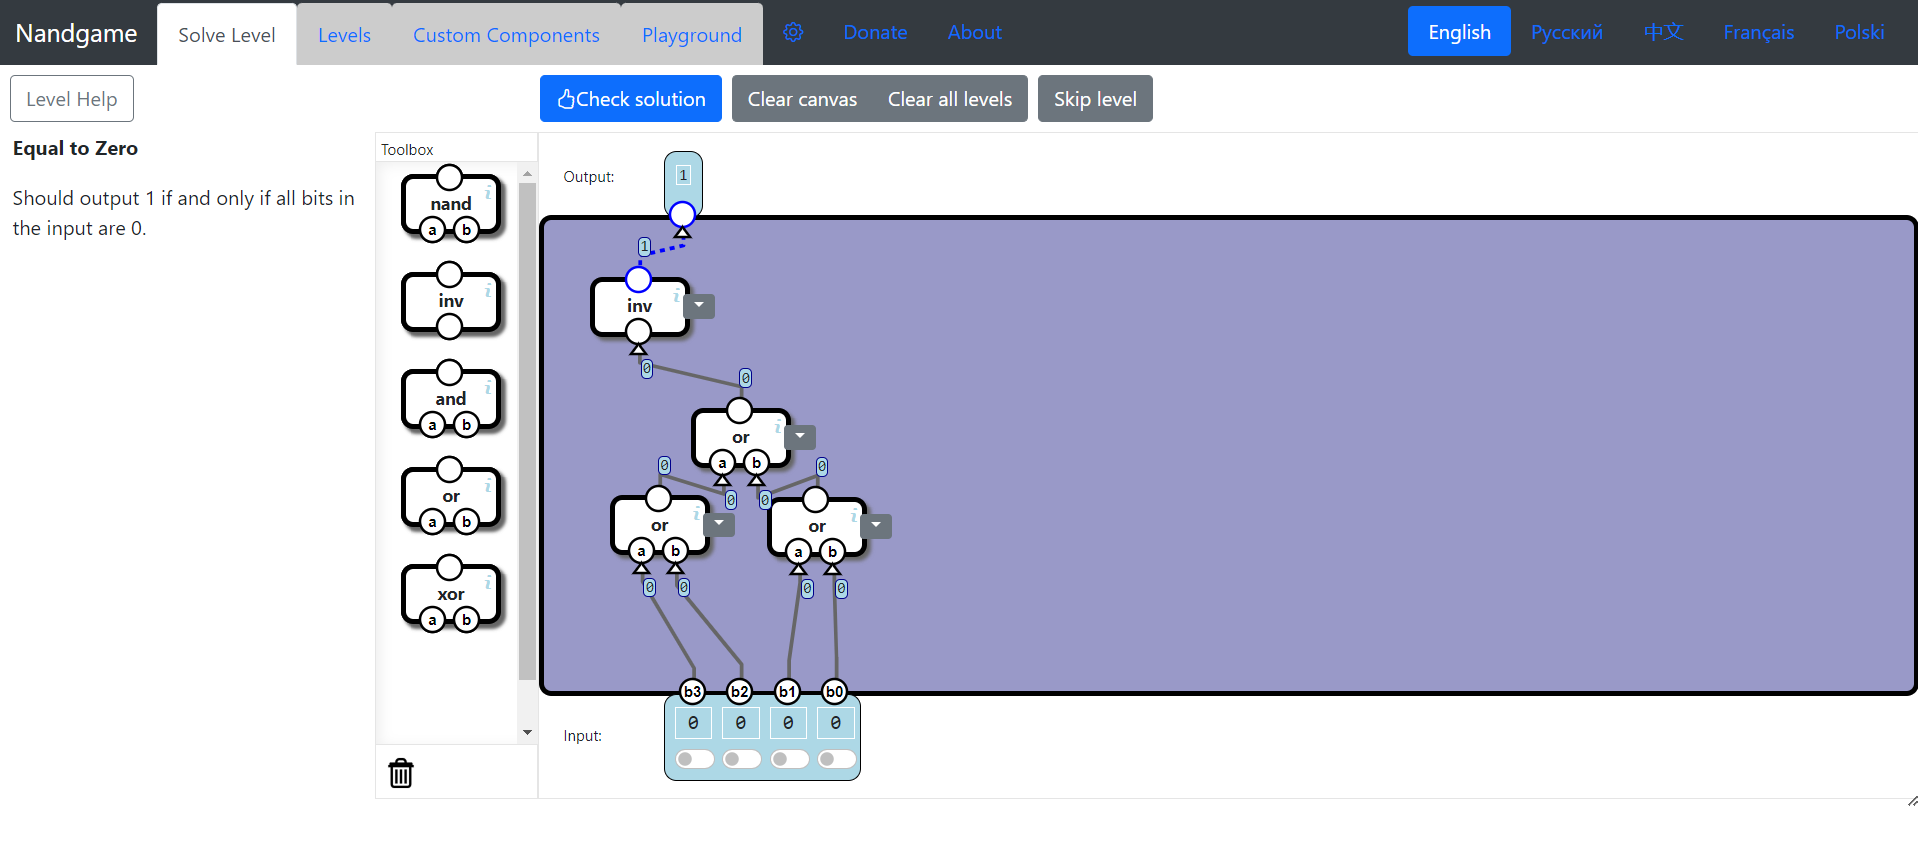 Nandgame
Solve Level
Levels
Custom Components
Playground
Donate
About
English
Русский
中文
Français
Polski
Level Help
Check solution
Clear canvas
Clear all levels
Skip level
Equal to Zero
Should output 1 if and only if all bits in
the input are 0.
Toolbox
nand
a b
inv
and
a b
or
a b
xor
a b
Output:
1
1
inv
0
0
or
a b
0
0
0
0
or
a b
or
a b
0
0
0
0
b3 b2 b1 b0
Input:
0 0 0 0